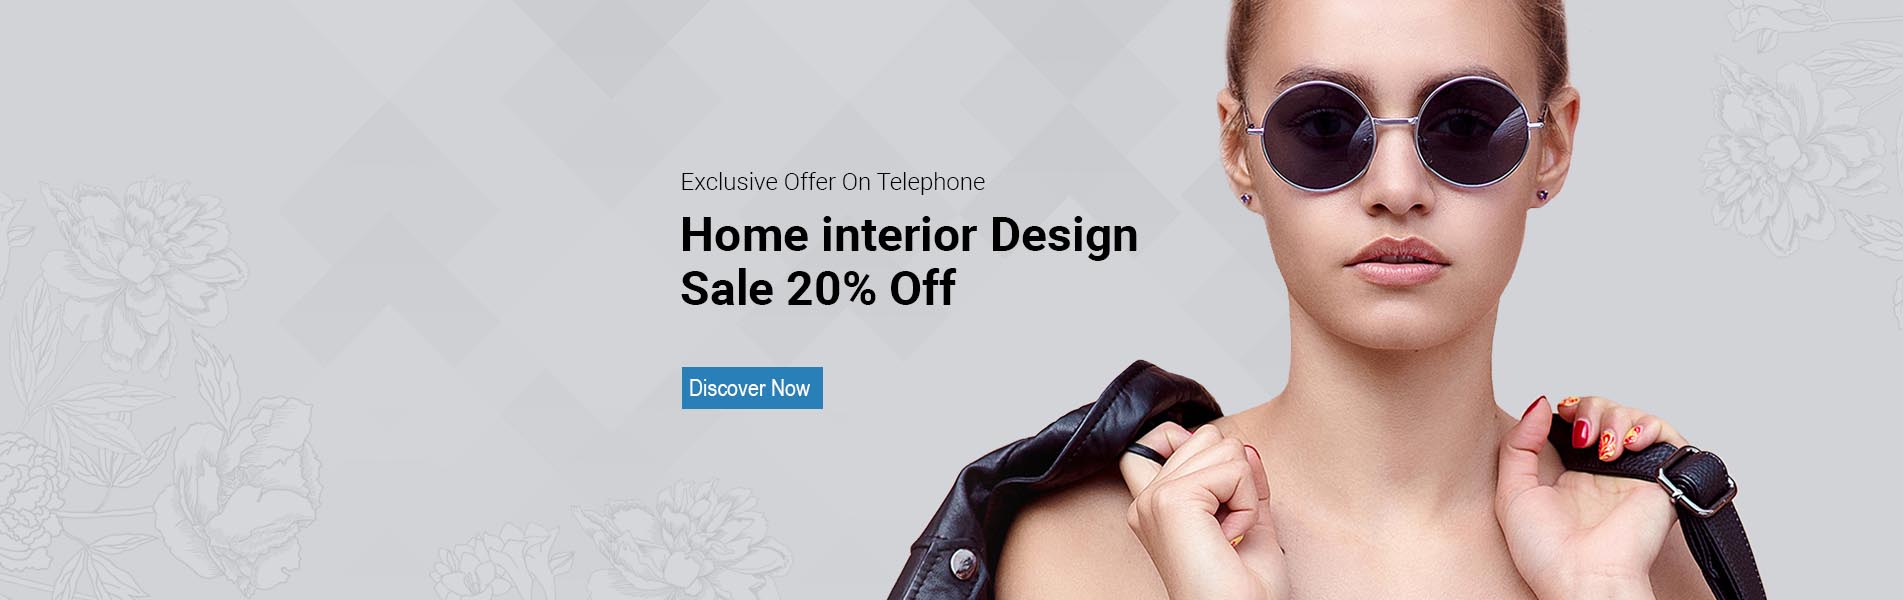 Exclusive Offer On Telephone
Home interior Design
Sale 20% Off
Discover Now